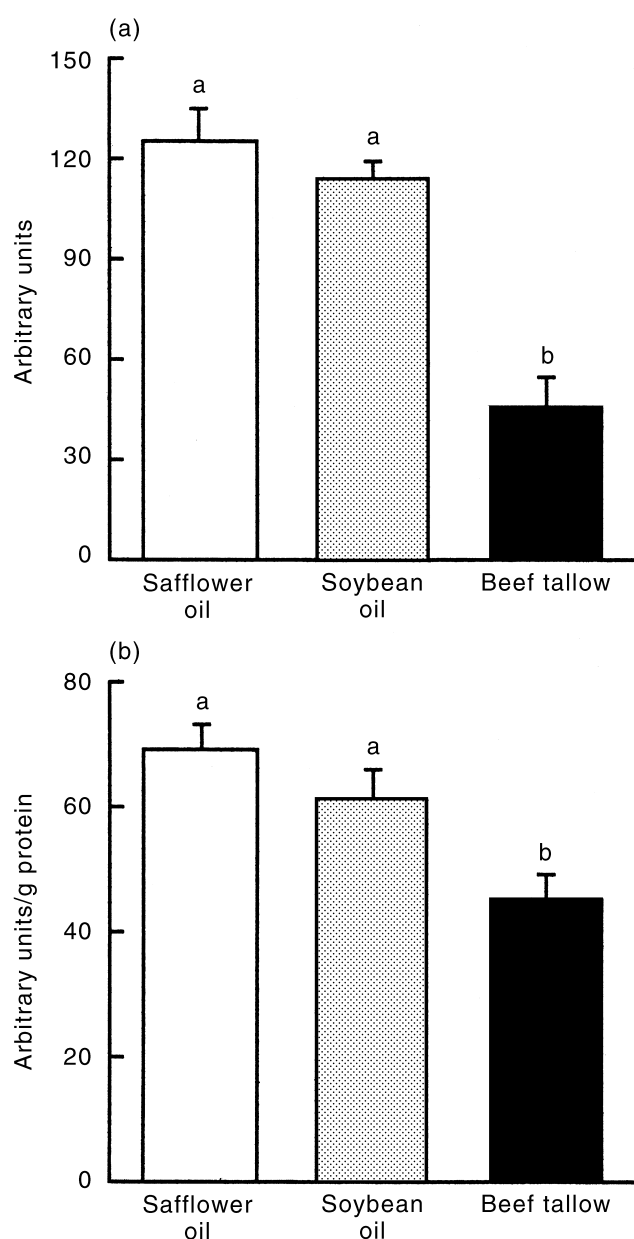 (a)
Arbitrary units
150
120
90
60
30
0
a
a
b
Safflower
oil
Soybean
oil
Beef tallow
(b)
Arbitrary units/g protein
80
60
40
20
0
a
a
b
Safflower
oil
Soybean
oil
Beef tallow